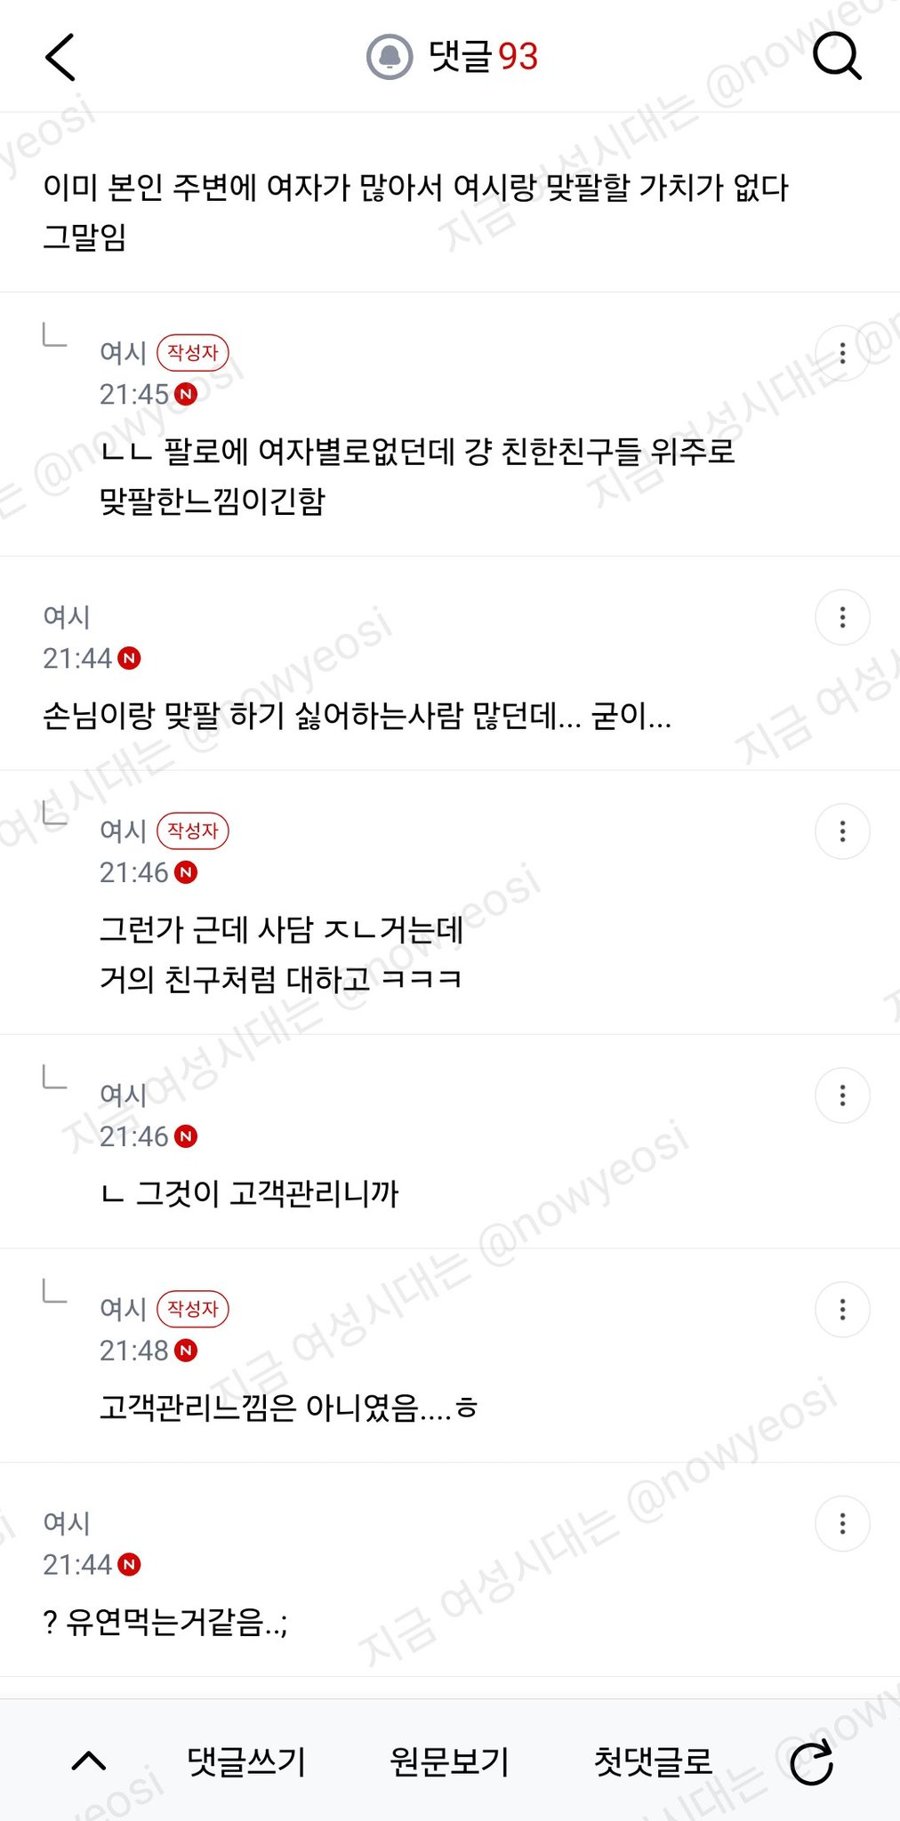 댓글 93
이미 본인 주변에 여자가 많아서 여시랑 맞팔할 가치가 없다
그말임
여시 작성자
21:45 N
ㄴㄴ 팔로에 여자별로없던데 걍 친한친구들 위주로
맞팔한느낌이긴함
여시
21:44 N
손님이랑 맞팔 하기 싫어하는사람 많던데... 굳이...
여시 작성자
21:46 N
그런가 근데 사담 ㅈㄴ거는데
거의 친구처럼 대하고 ㅋㅋㅋ
여시
21:46 N
ㄴ 그것이 고객관리니까
여시 작성자
21:48 N
고객관리느낌은 아니였음....ㅎ
여시
21:44 N
? 유연먹는거같음..;
댓글쓰기 원문보기 첫댓글로
지금 여성시대는 @nowyeosi